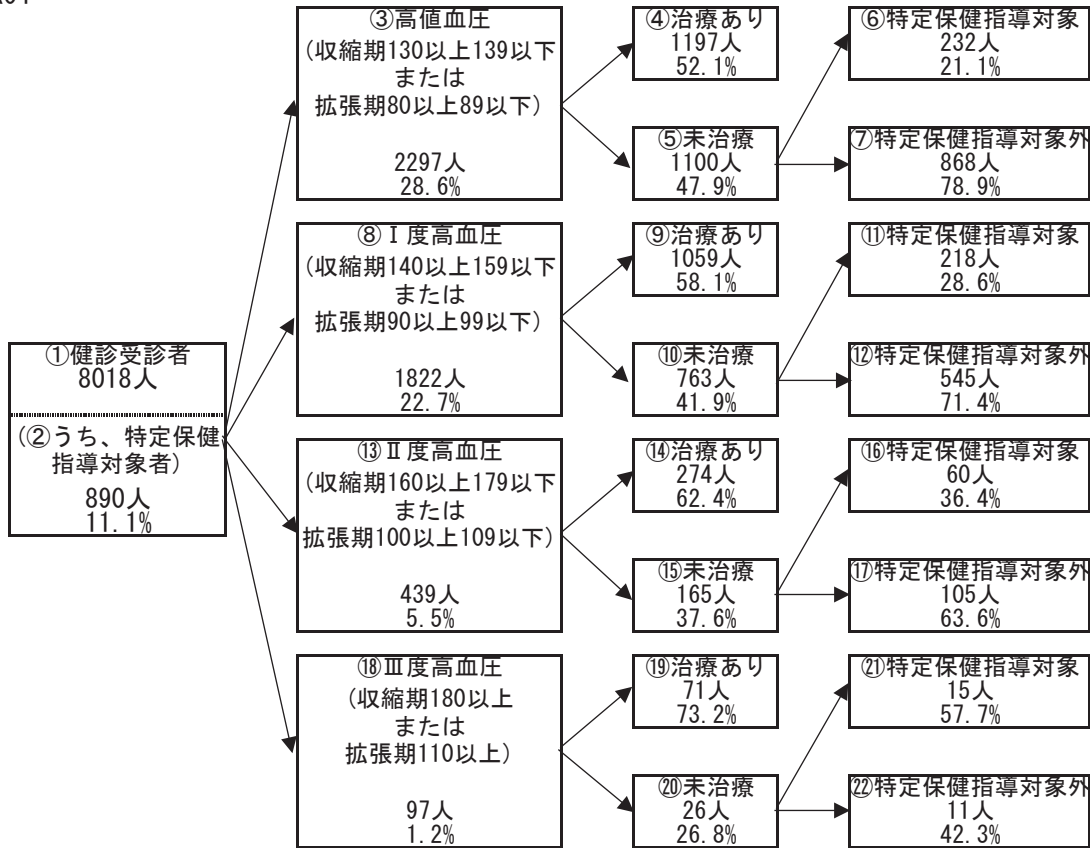 ③高値血圧
(収縮期130以上139以下
または
拡張期80以上89以下)
2297人
28.6%
④治療あり
1197人
52.1%
⑤未治療
1100人
47.9%
⑥特定保健指導対象
232人
21.1%
⑦特定保健指導対象外
868人
78.9%
⑧Ⅰ度高血圧
(収縮期140以上159以下
または
拡張期90以上99以下)
1822人
22.7%
⑨治療あり
1059人
58.1%
⑩未治療
763人
41.9%
⑪特定保健指導対象
218人
28.6%
⑫特定保健指導対象外
545人
71.4%
①健診受診者
8018人
(②うち、特定保健
指導対象者)
890人
11.1%
⑬Ⅱ度高血圧
(収縮期160以上179以下
または
拡張期100以上109以下)
439人
5.5%
⑭治療あり
274人
62.4%
⑮未治療
165人
37.6%
⑯特定保健指導対象
60人
36.4%
⑰特定保健指導対象外
105人
63.6%
⑱Ⅲ度高血圧
(収縮期180以上
または
拡張期110以上)
97人
1.2%
⑲治療あり
71人
73.2%
⑳未治療
26人
26.8%
㉑特定保健指導対象
15人
57.7%
㉒特定保健指導対象外
11人
42.3%